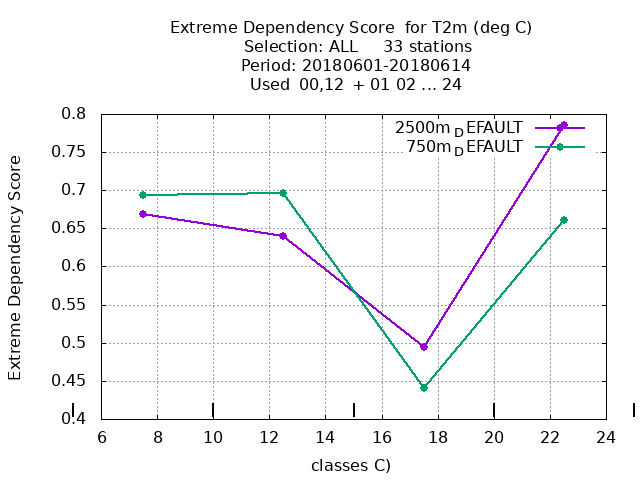 Extreme Dependency Score  for T2m (deg C)
Selection: ALL     33 stations
Period: 20180601-20180614
Used  00,12  + 01 02 ... 24
2500m_DEFAULT
750m_DEFAULT
Extreme Dependency Score
0.8
0.75
0.7
0.65
0.6
0.55
0.5
0.45
0.4
6 8 10 12 14 16 18 20 22 24
classes C)